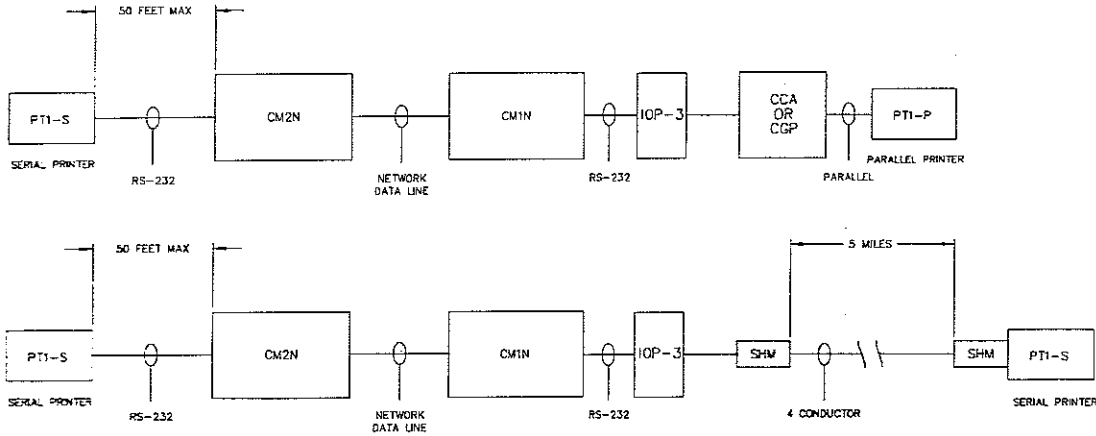 50 FEET MAX
PT1-S
CM2N
CM1N
IOP-3
CCA
OR
CGP
PT1-P
SERIAL PRINTER
RS-232
NETWORK
DATA LINE
RS-232
PARALLEL
PARALLEL PRINTER
50 FEET MAX
5 MILES
PT1-S
CM2N
CM1N
IOP-3
SHM
SHM
PT1-S
SERIAL PRINTER
RS-232
NETWORK
DATA LINE
RS-232
4 CONDUCTOR
SERIAL PRINTER